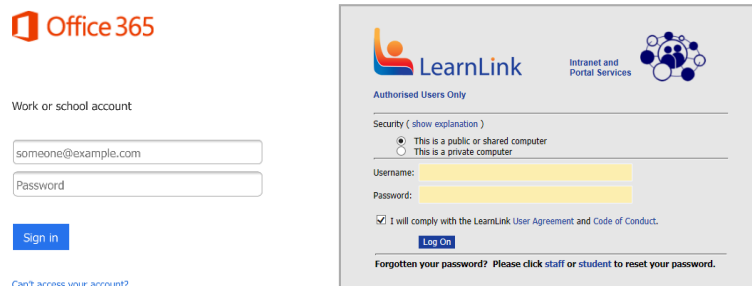 Office 365
Work or school account
someone@example.com
Password
Sign in
Can't access your account?
LearnLink
Intranet and
Portal Services
Authorised Users Only
Security ( show explanation )
This is a public or shared computer
This is a private computer
Username:
Password:
I will comply with the LearnLink User Agreement and Code of Conduct.
Log On
Forgotten your password? Please click staff or student to reset your password.